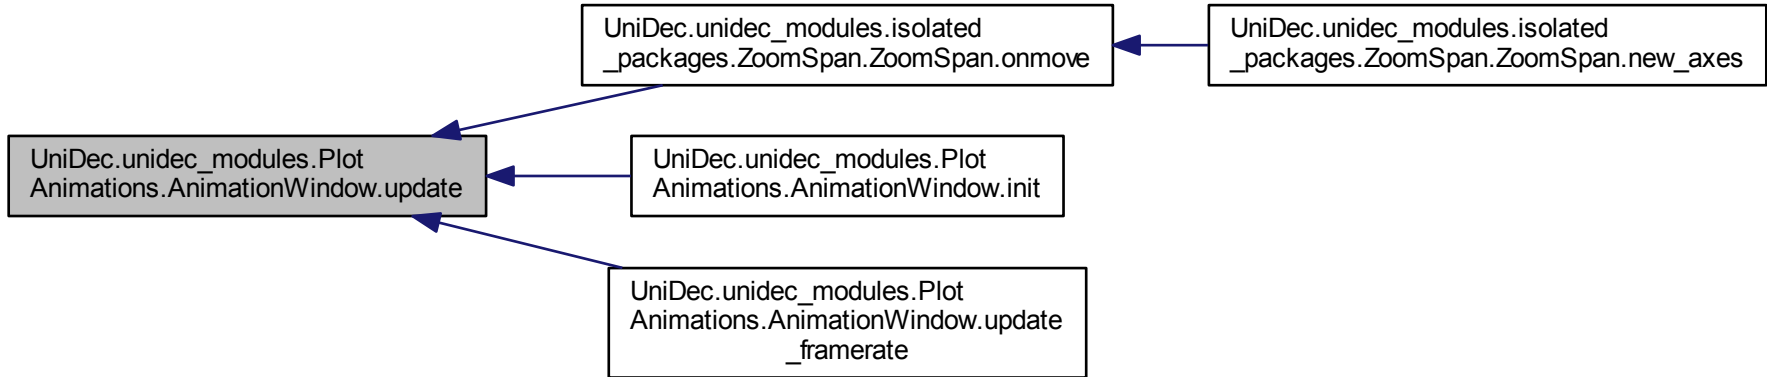 UniDec.unidec_modules.isolated
_packages.ZoomSpan.ZoomSpan.onmove
UniDec.unidec_modules.isolated
_packages.ZoomSpan.ZoomSpan.new_axes
UniDec.unidec_modules.Plot
Animations.AnimationWindow.update
UniDec.unidec_modules.Plot
Animations.AnimationWindow.init
UniDec.unidec_modules.Plot
Animations.AnimationWindow.update
_framerate